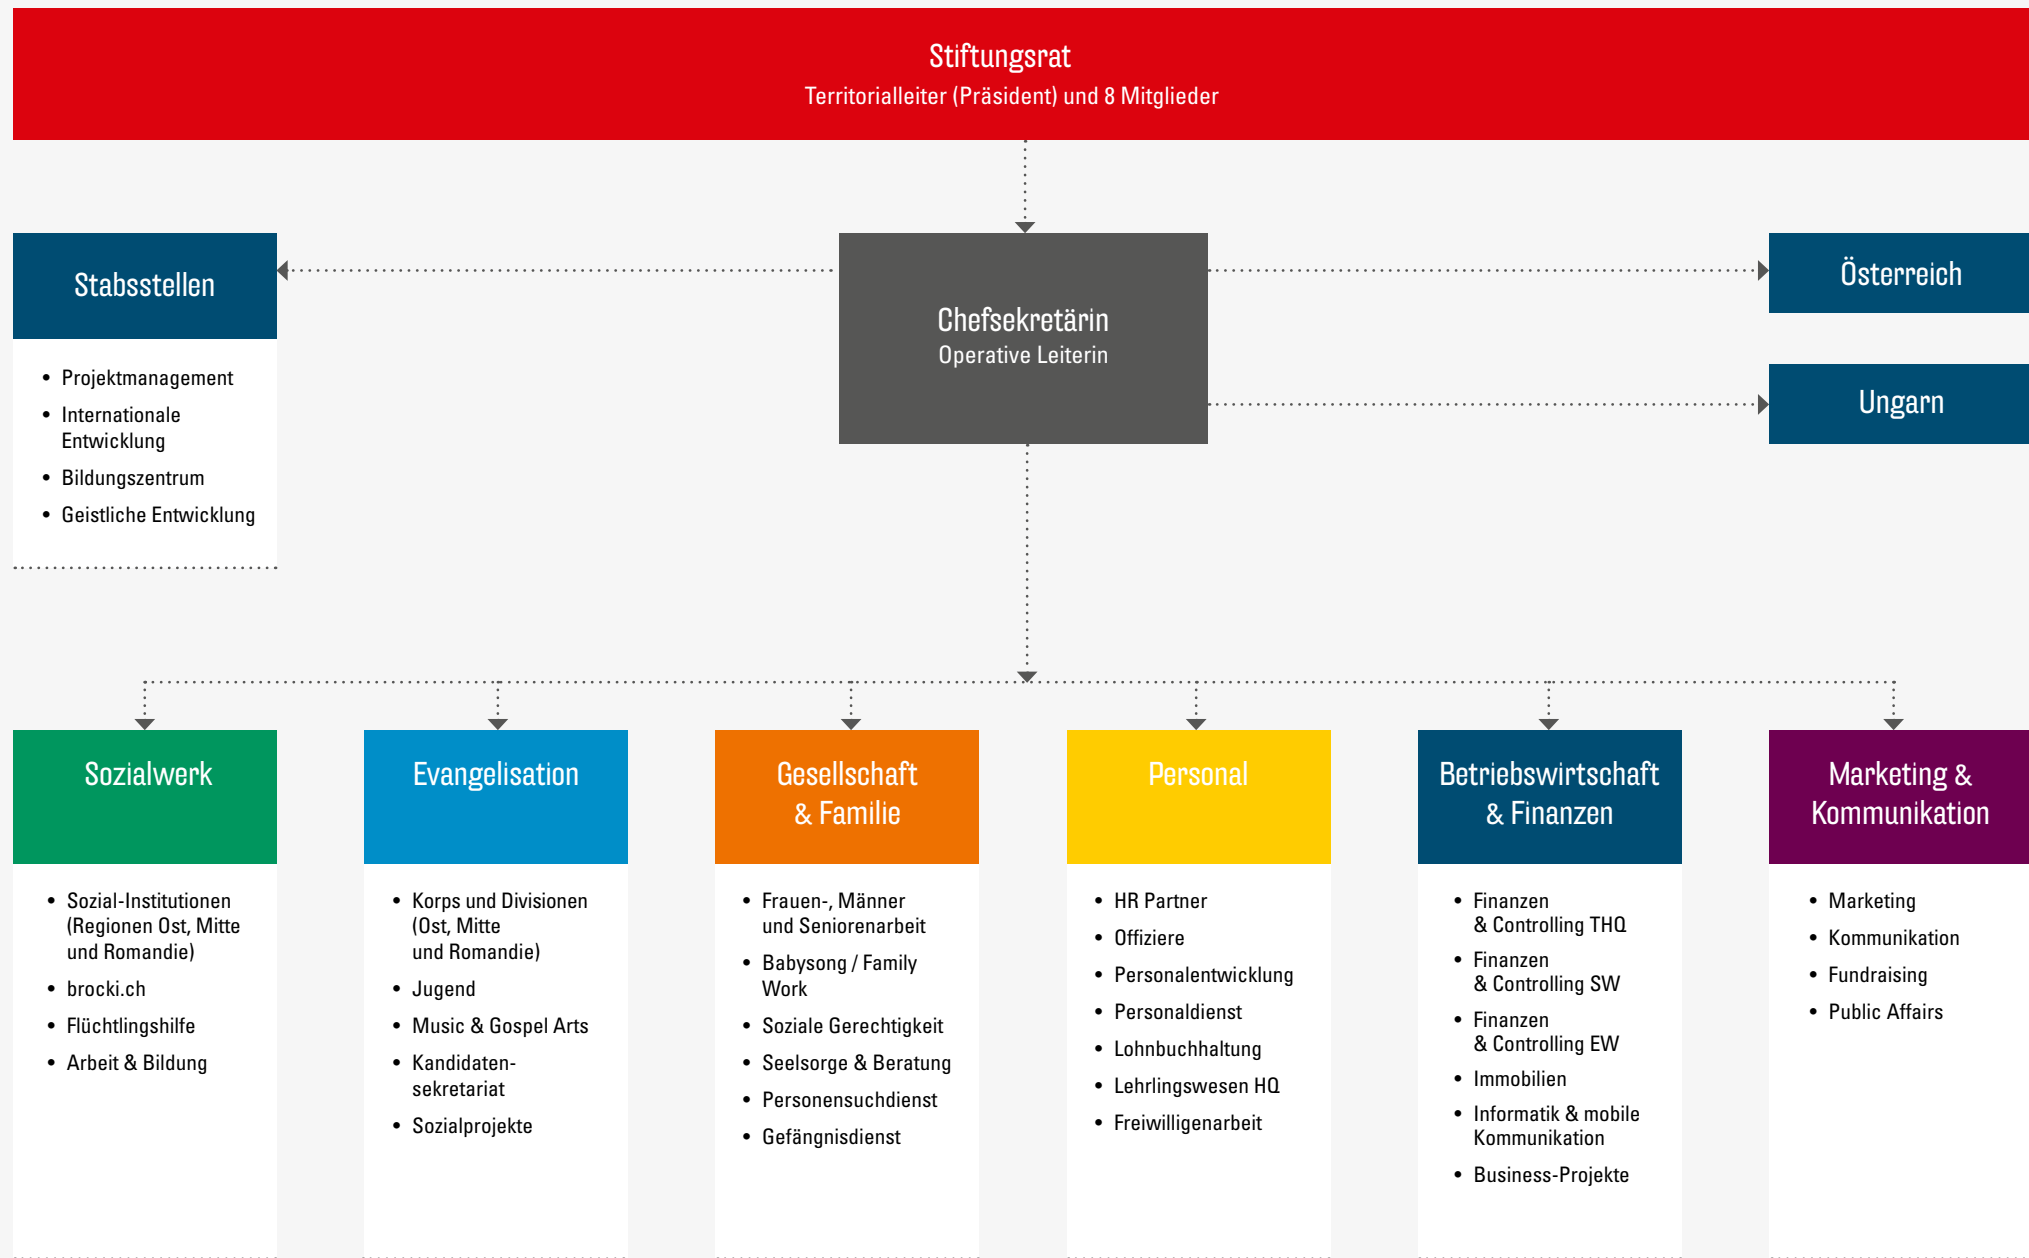 Stiftungsrat
Territorialleiter (Präsident) und 8 Mitglieder
Stabsstellen
• Projektmanagement
• Internationale
Entwicklung
• Bildungszentrum
• Geistliche Entwicklung
Chefsekretärin
Operative Leiterin
Österreich
Ungarn
Sozialwerk
• Sozial-Institutionen
(Regionen Ost, Mitte
und Romandie)
• brocki.ch
• Flüchtlingshilfe
• Arbeit & Bildung
Evangelisation
• Korps und Divisionen
(Ost, Mitte
und Romandie)
• Jugend
• Music & Gospel Arts
• Kandidaten-
sekretariat
• Sozialprojekte
Gesellschaft
& Familie
• Frauen-, Männer
und Seniorenarbeit
• Babysong / Family
Work
• Soziale Gerechtigkeit
• Seelsorge & Beratung
• Personensuchdienst
• Gefängnisdienst
Personal
• HR Partner
• Offiziere
• Personalentwicklung
• Personaldienst
• Lohnbuchhaltung
• Lehrlingswesen HQ
• Freiwilligenarbeit
Betriebswirtschaft
& Finanzen
• Finanzen
& Controlling THQ
• Finanzen
& Controlling SW
• Finanzen
& Controlling EW
• Immobilien
• Informatik & mobile
Kommunikation
• Business-Projekte
Marketing &
Kommunikation
• Marketing
• Kommunikation
• Fundraising
• Public Affairs